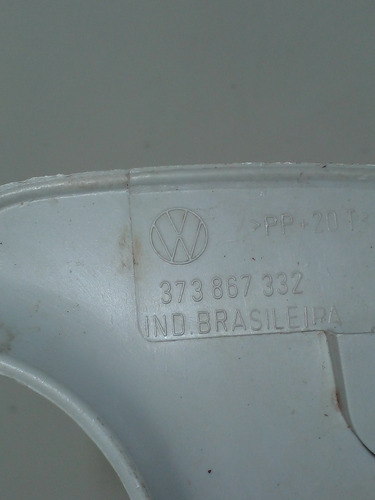 >PP+20T<
373 867 332
IND.BRASILEIRA